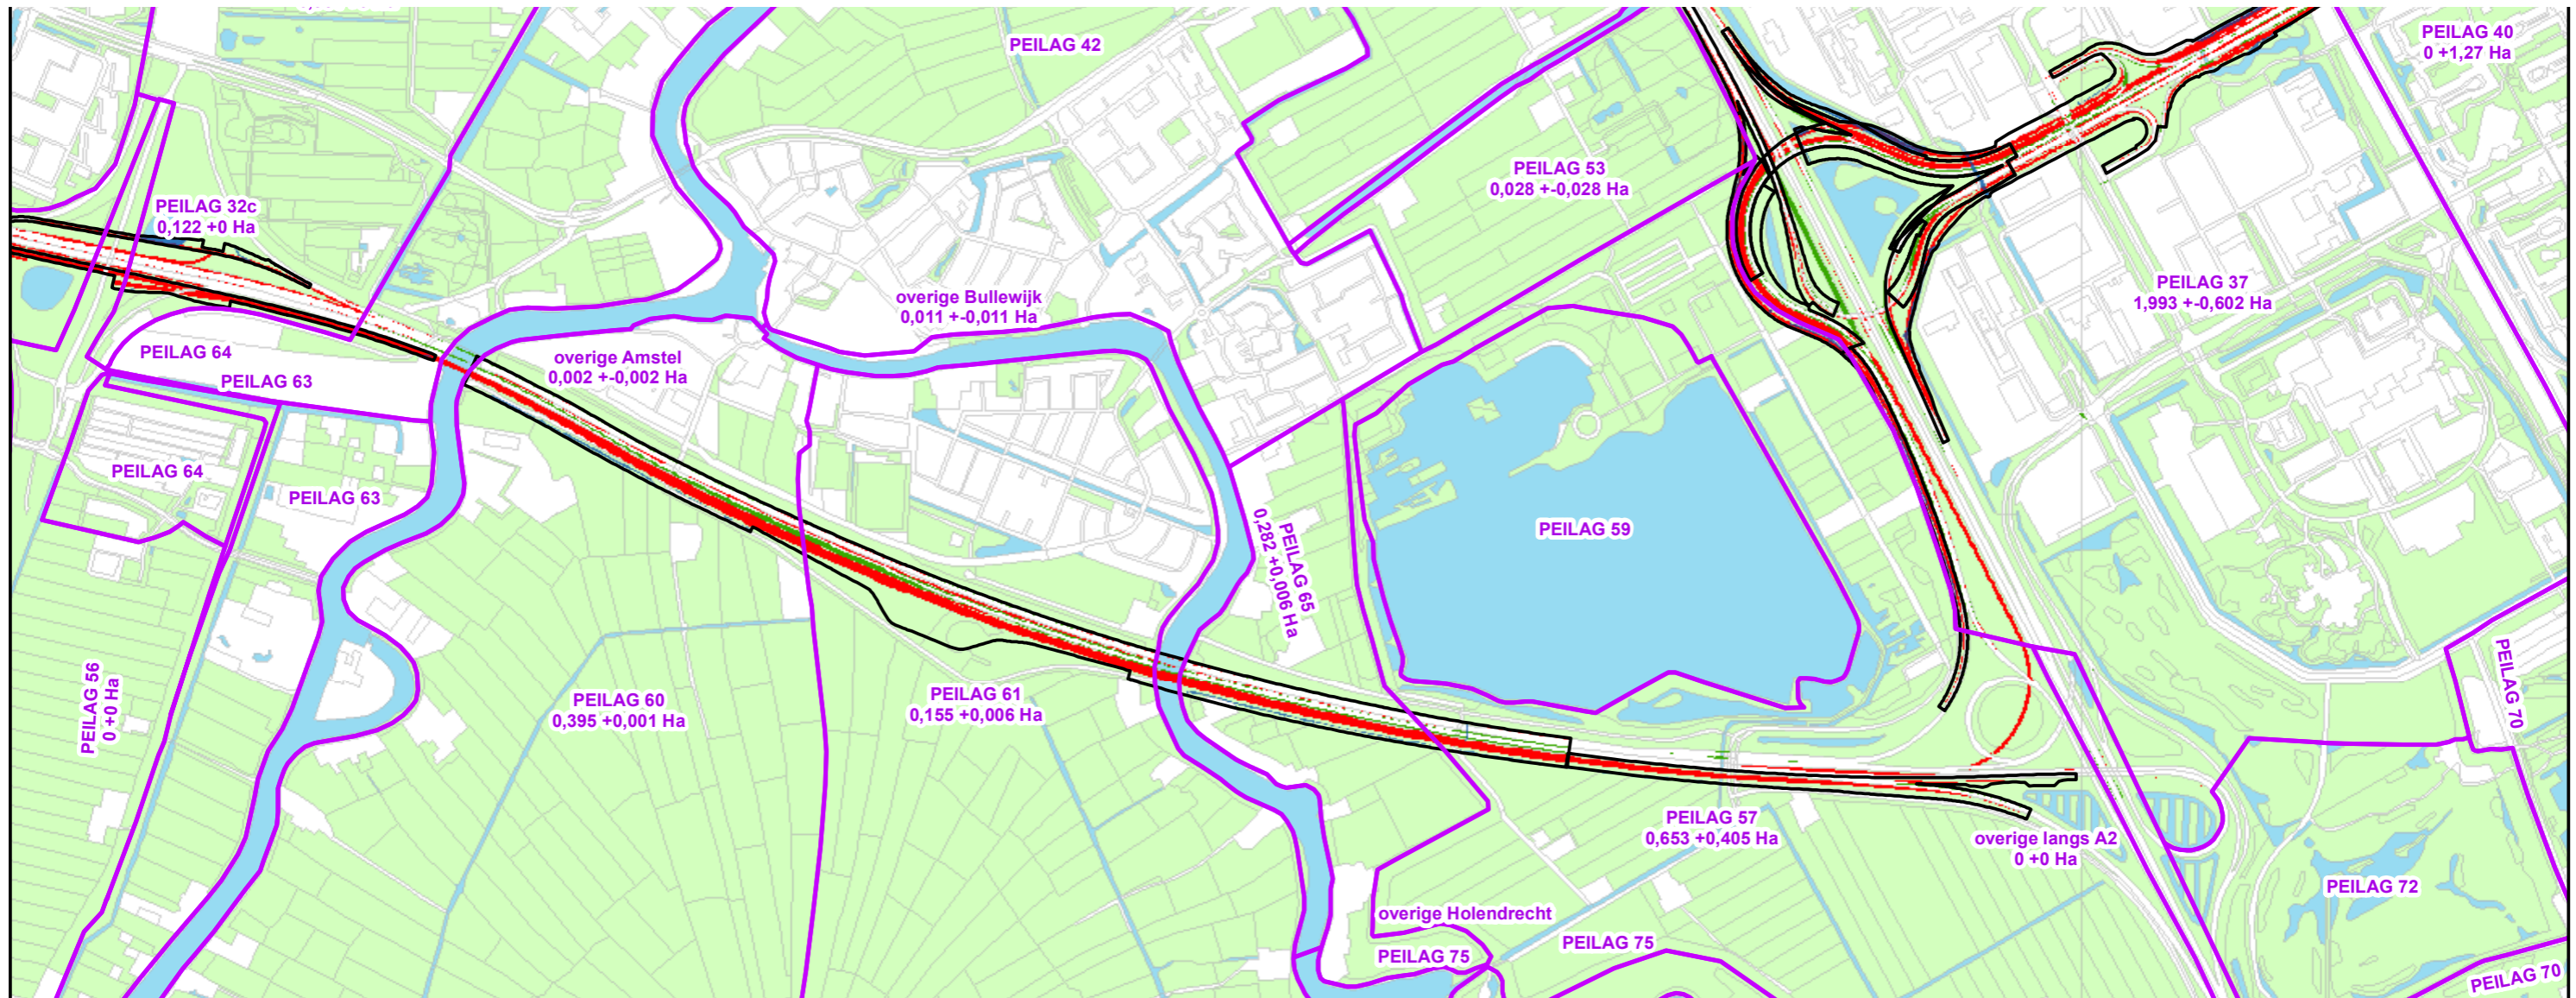 PEILAG 42
PEILAG 40
0 +1,27 Ha
PEILAG 53
0,028 +-0,028 Ha
PEILAG 32c
0,122 +0 Ha
PEILAG 37
1,993 +-0,602 Ha
overige Bullewijk
0,011 +-0,011 Ha
PEILAG 64
overige Amstel
0,002 +-0,002 Ha
PEILAG 63
PEILAG 64
PEILAG 63
PEILAG 59
PEILAG 65
0,282 +0,006 Ha
PEILAG 56
0 +0 Ha
PEILAG 60
0,395 +0,001 Ha
PEILAG 61
0,155 +0,006 Ha
PEILAG 70
PEILAG 57
0,653 +0,405 Ha
overige langs A2
0 +0 Ha
PEILAG 72
overige Holendrecht
PEILAG 75
PEILAG 75
PEILAG 70